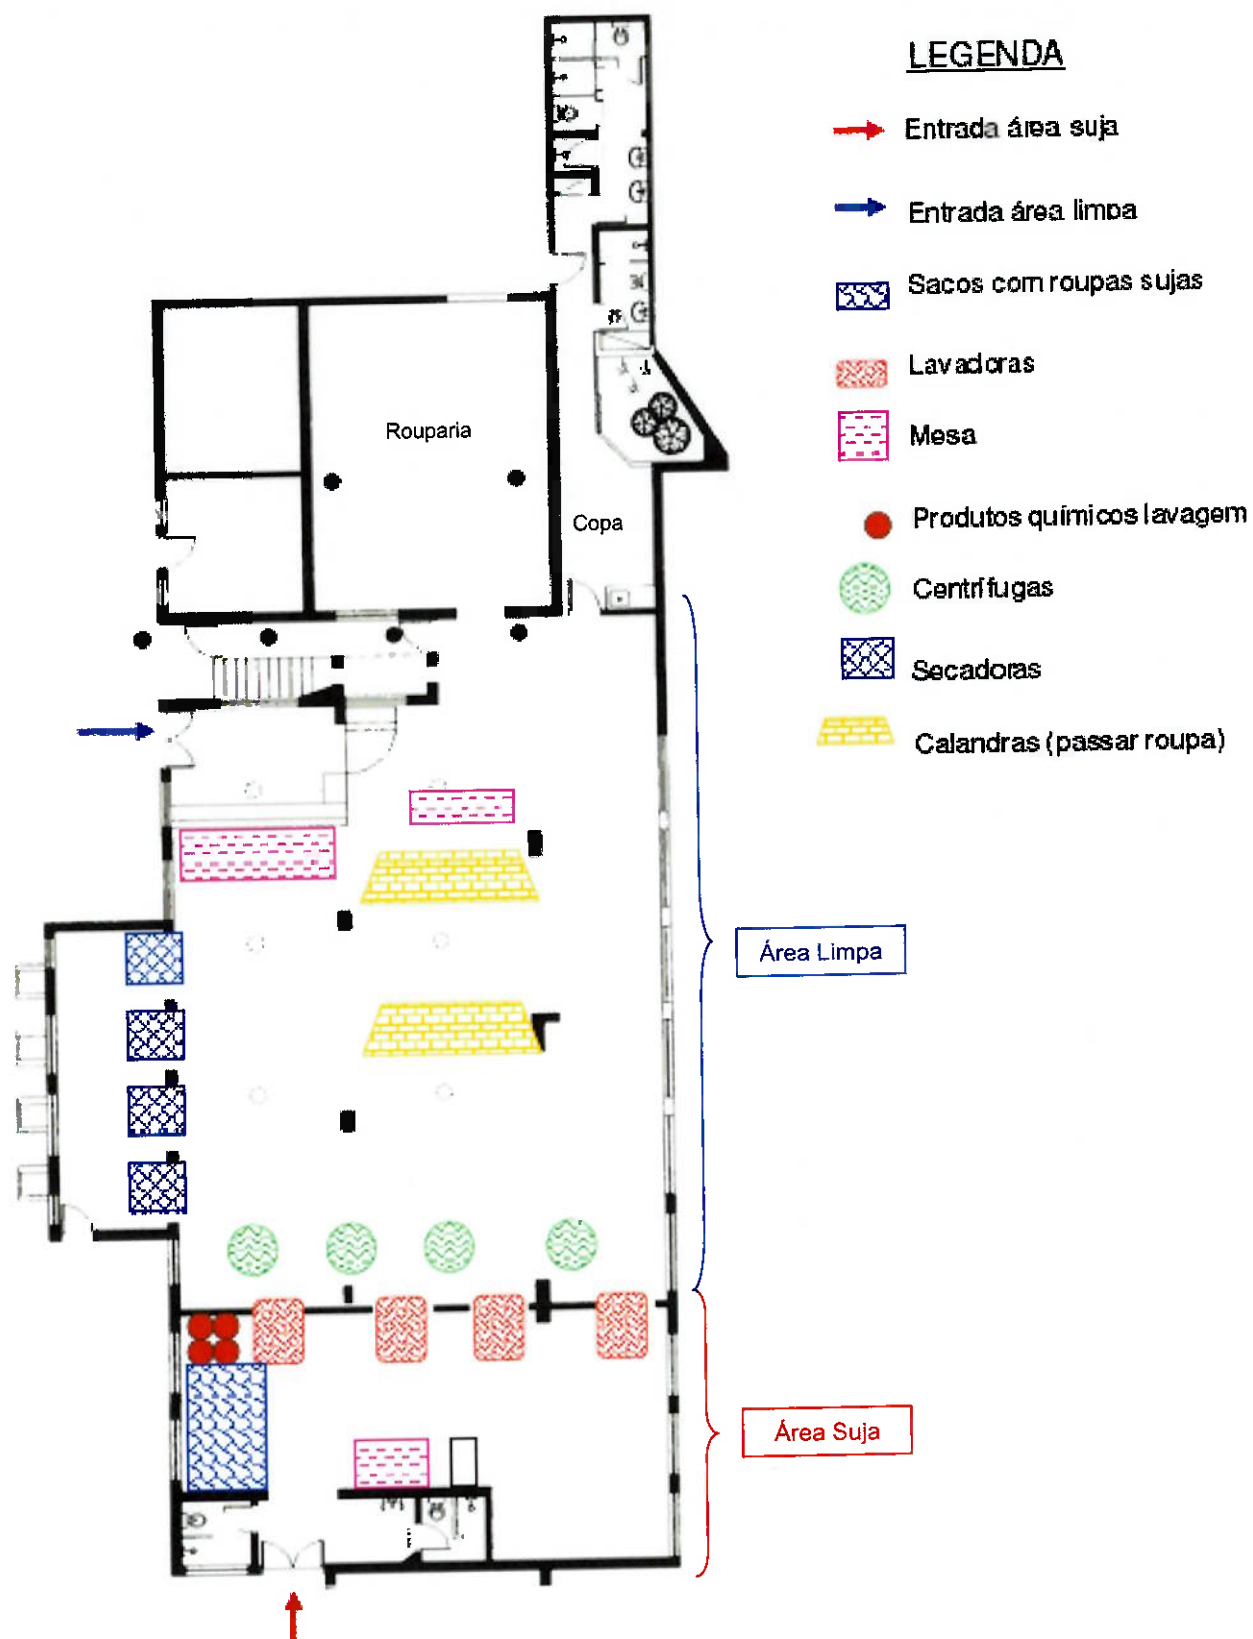 LEGENDA
Entrada área suja
Entrada área limpa
Sacos com roupas sujas
Lavadoras
Mesa
Produtos químicos lavagem
Centrífugas
Secadoras
Calandras (passar roupa)
Rouparia
Copa
Área Limpa
Área Suja